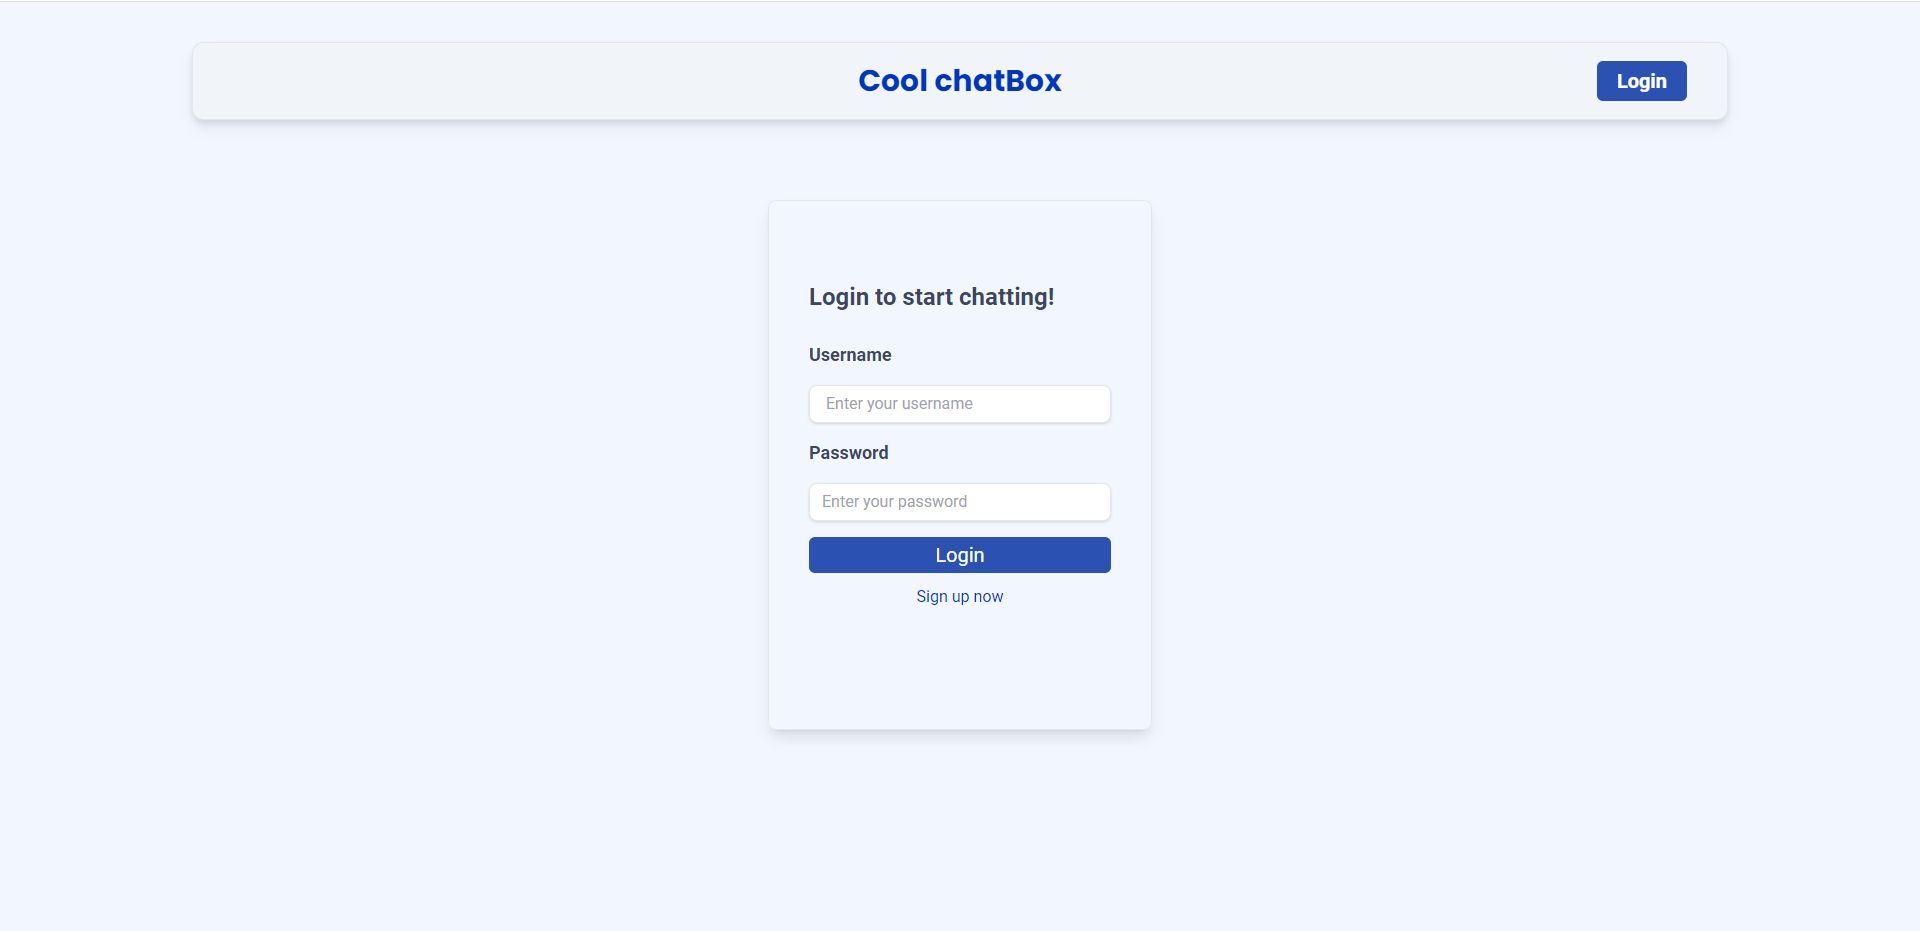 Cool chatBox
Login
Login to start chatting!
Username
Enter your username
Password
Enter your password
Login
Sign up now